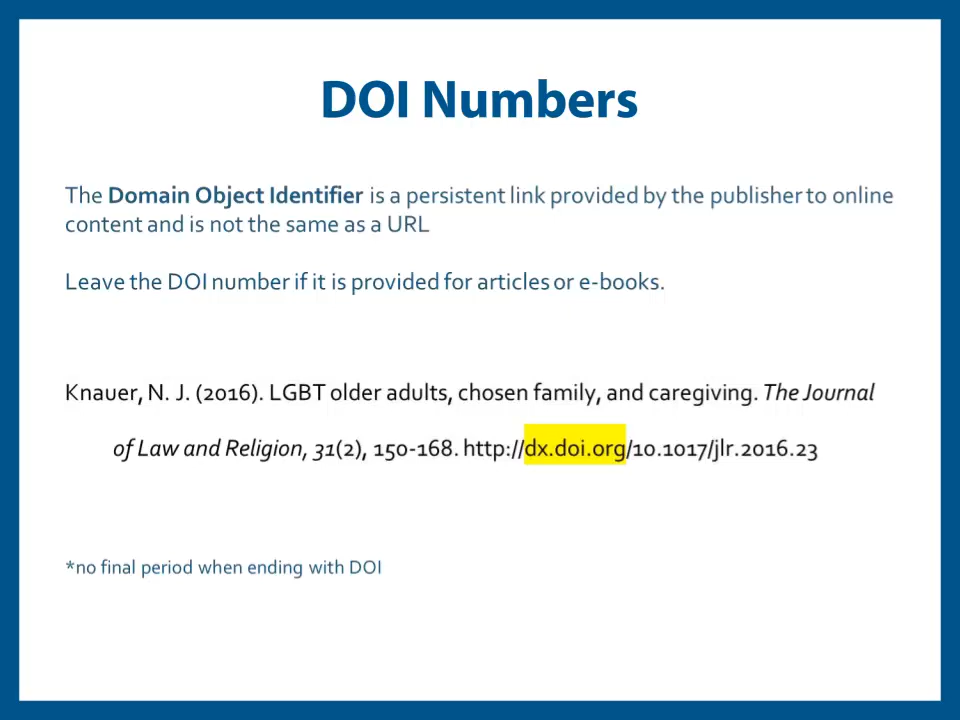 DOI Numbers
The Domain Object Identifier is a persistent link provided by the publisher to online
content and is not the same as a URL
Leave the DOI number if it is provided for articles or e-books.
Knauer, N. J. (2016). LGBT older adults, chosen family, and caregiving. The Journal
of Law and Religion, 31(2), 150-168. http://dx.doi.org/10.1017/jlr.2016.23
*no final period when ending with DOI